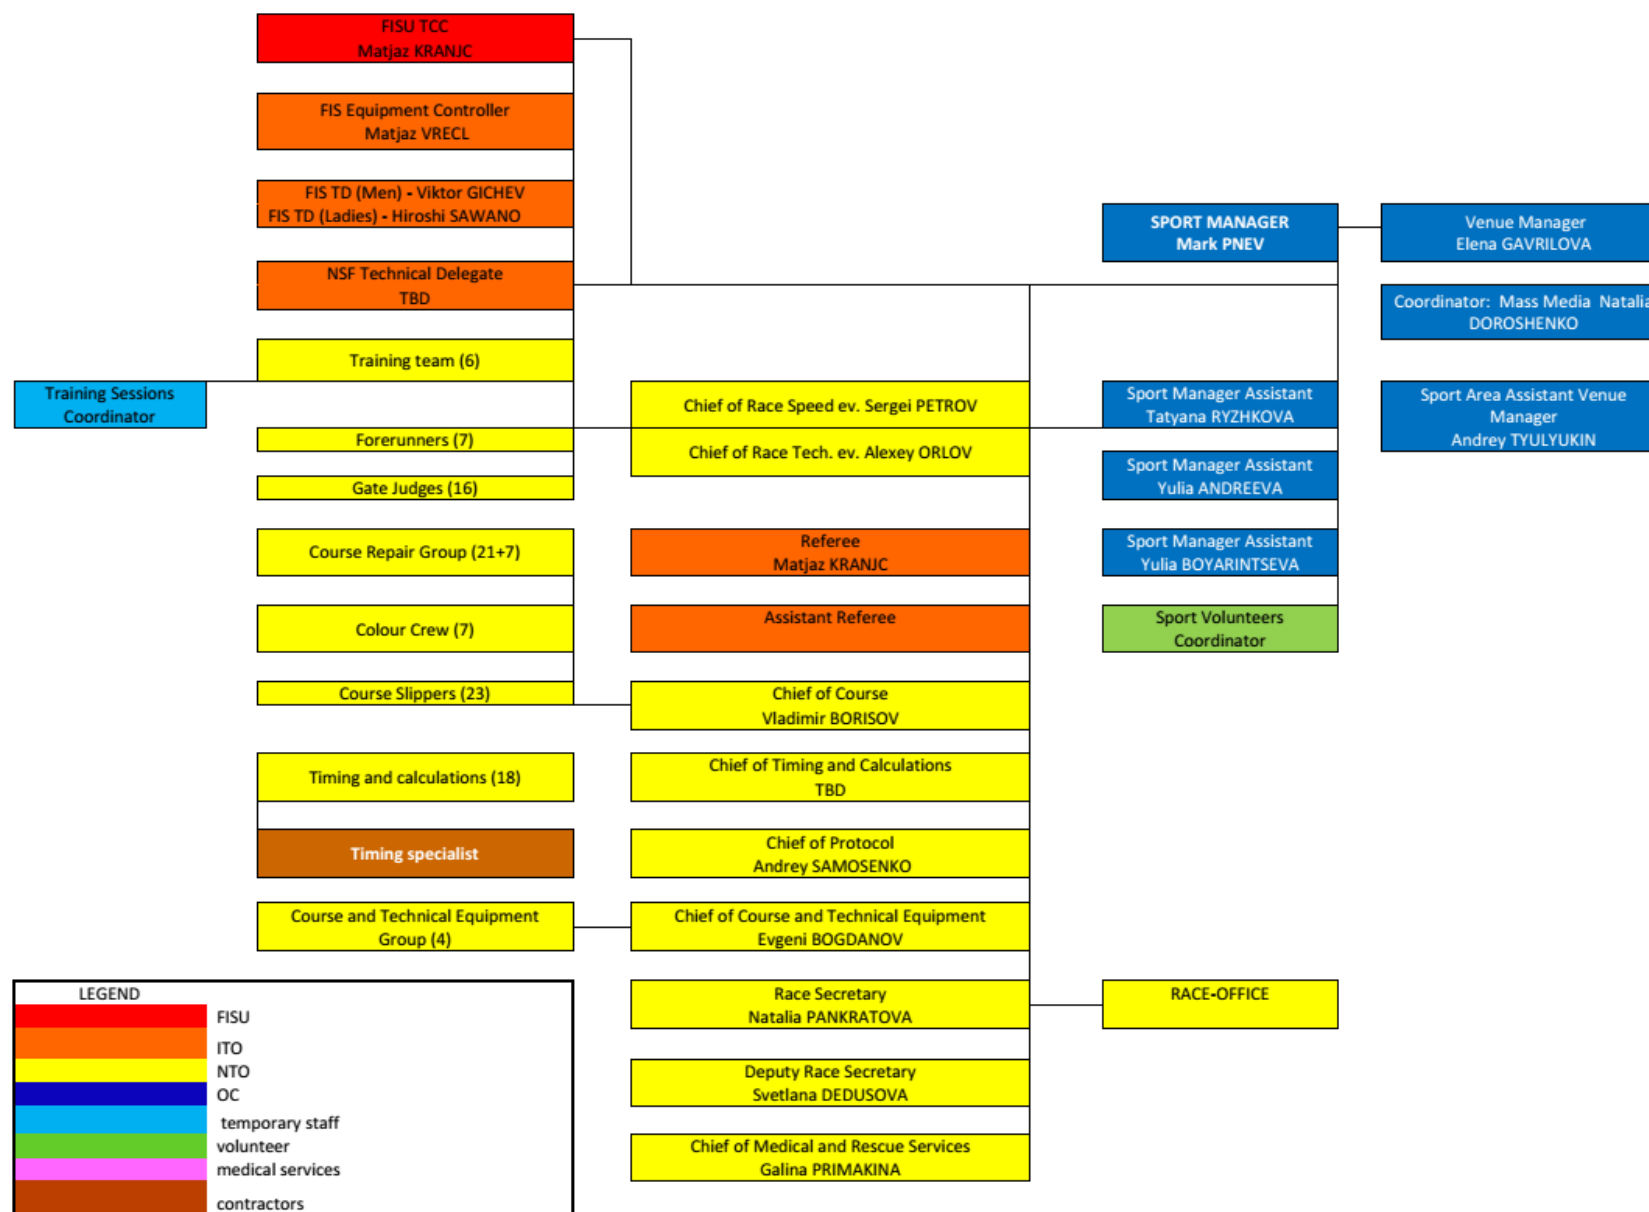 FISU TCC
Matjaz KRANJC
FIS Equipment Controller
Matjaz VRECL
FIS TD (Men) - Viktor GICHEV
FIS TD (Ladies) - Hiroshi SAWANO
NSF Technical Delegate
TBD
Training team (6)
Training Sessions
Coordinator
Forerunners (7)
Gate Judges (16)
Course Repair Group (21+7)
Colour Crew (7)
Course Slippers (23)
Timing and calculations (18)
Timing specialist
Course and Technical Equipment
Group (4)
Chief of Race Speed ev. Sergei PETROV
Chief of Race Tech. ev. Alexey ORLOV
Referee
Matjaz KRANJC
Assistant Referee
Chief of Course
Vladimir BORISOV
Chief of Timing and Calculations
TBD
Chief of Protocol
Andrey SAMOSENKO
Chief of Course and Technical Equipment
Evgeni BOGDANOV
Race Secretary
Natalia PANKRATOVA
Deputy Race Secretary
Svetlana DEDUSOVA
Chief of Medical and Rescue Services
Galina PRIMAKINA
SPORT MANAGER
Mark PNEV
Sport Manager Assistant
Tatyana RYZHKOVA
Sport Manager Assistant
Yulia ANDREEVA
Sport Manager Assistant
Yulia BOYARINTSEVA
Sport Volunteers
Coordinator
RACE-OFFICE
Venue Manager
Elena GAVRILOVA
Coordinator: Mass Media Natalia
DOROSHENKO
Sport Area Assistant Venue
Manager
Andrey TYULYUKIN
LEGEND
FISU
ITO
NTO
OC
temporary staff
volunteer
medical services
contractors